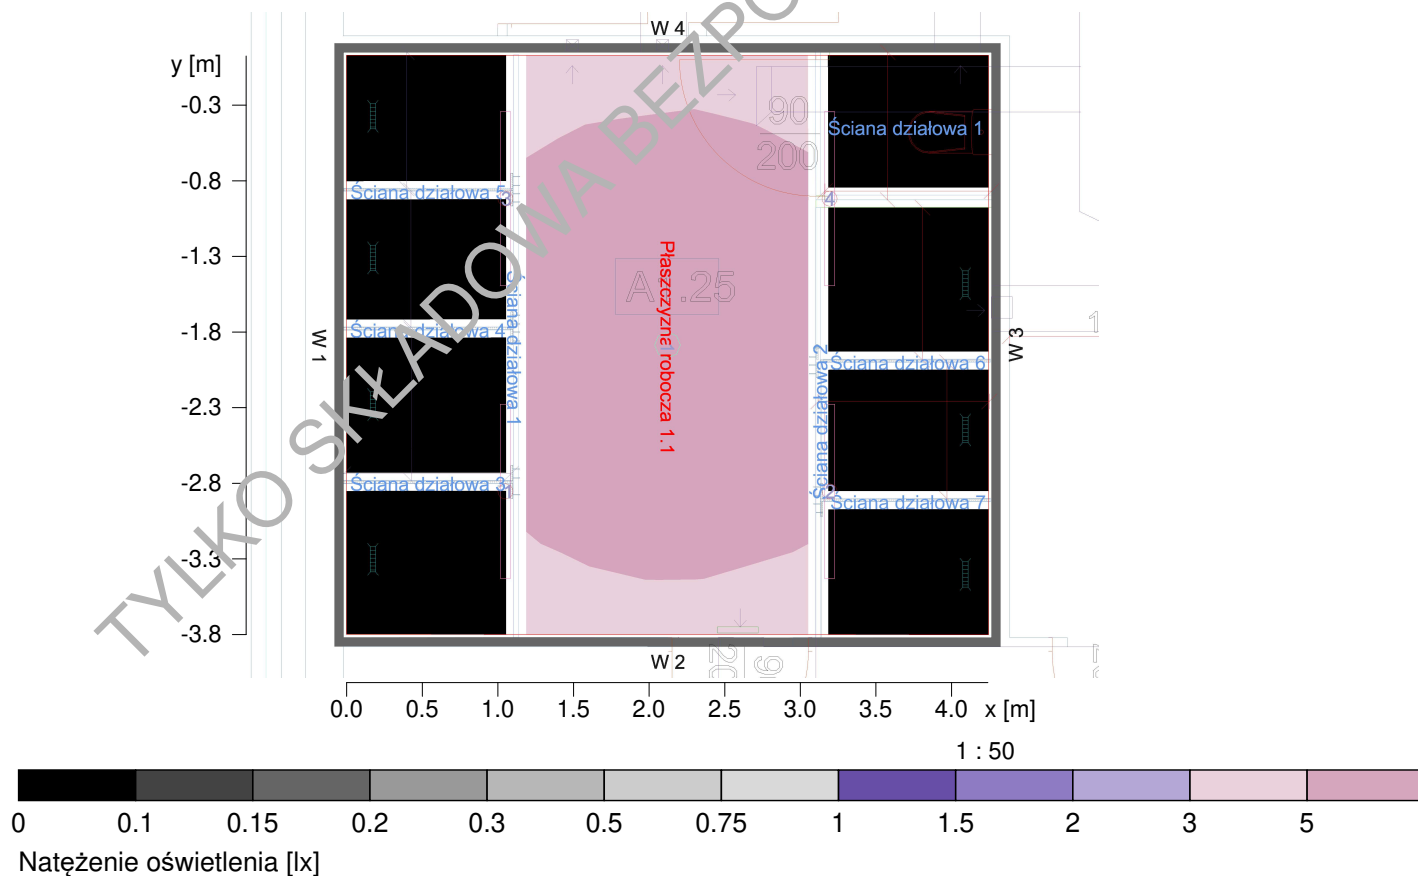 W 4
y [m]
-0.3
-0.8
-1.3
-1.8
-2.3
-2.8
-3.3
-3.8
90
200
Ściana działowa 1
Ściana działowa 5
3
4
Ściana działowa 1
Płaszczyzna robocza 1.1
W 1
Ściana działowa 4
W 3
Ściana działowa 2
Ściana działowa 6
Ściana działowa 3
1
2
Ściana działowa 7
W 2
0.0 0.5 1.0 1.5 2.0 2.5 3.0 3.5 4.0 x [m]
1 : 50
0 0.1 0.15 0.2 0.3 0.5 0.75 1 1.5 2 3 5
Natężenie oświetlenia [lx]
TYLKO SKŁADOWA